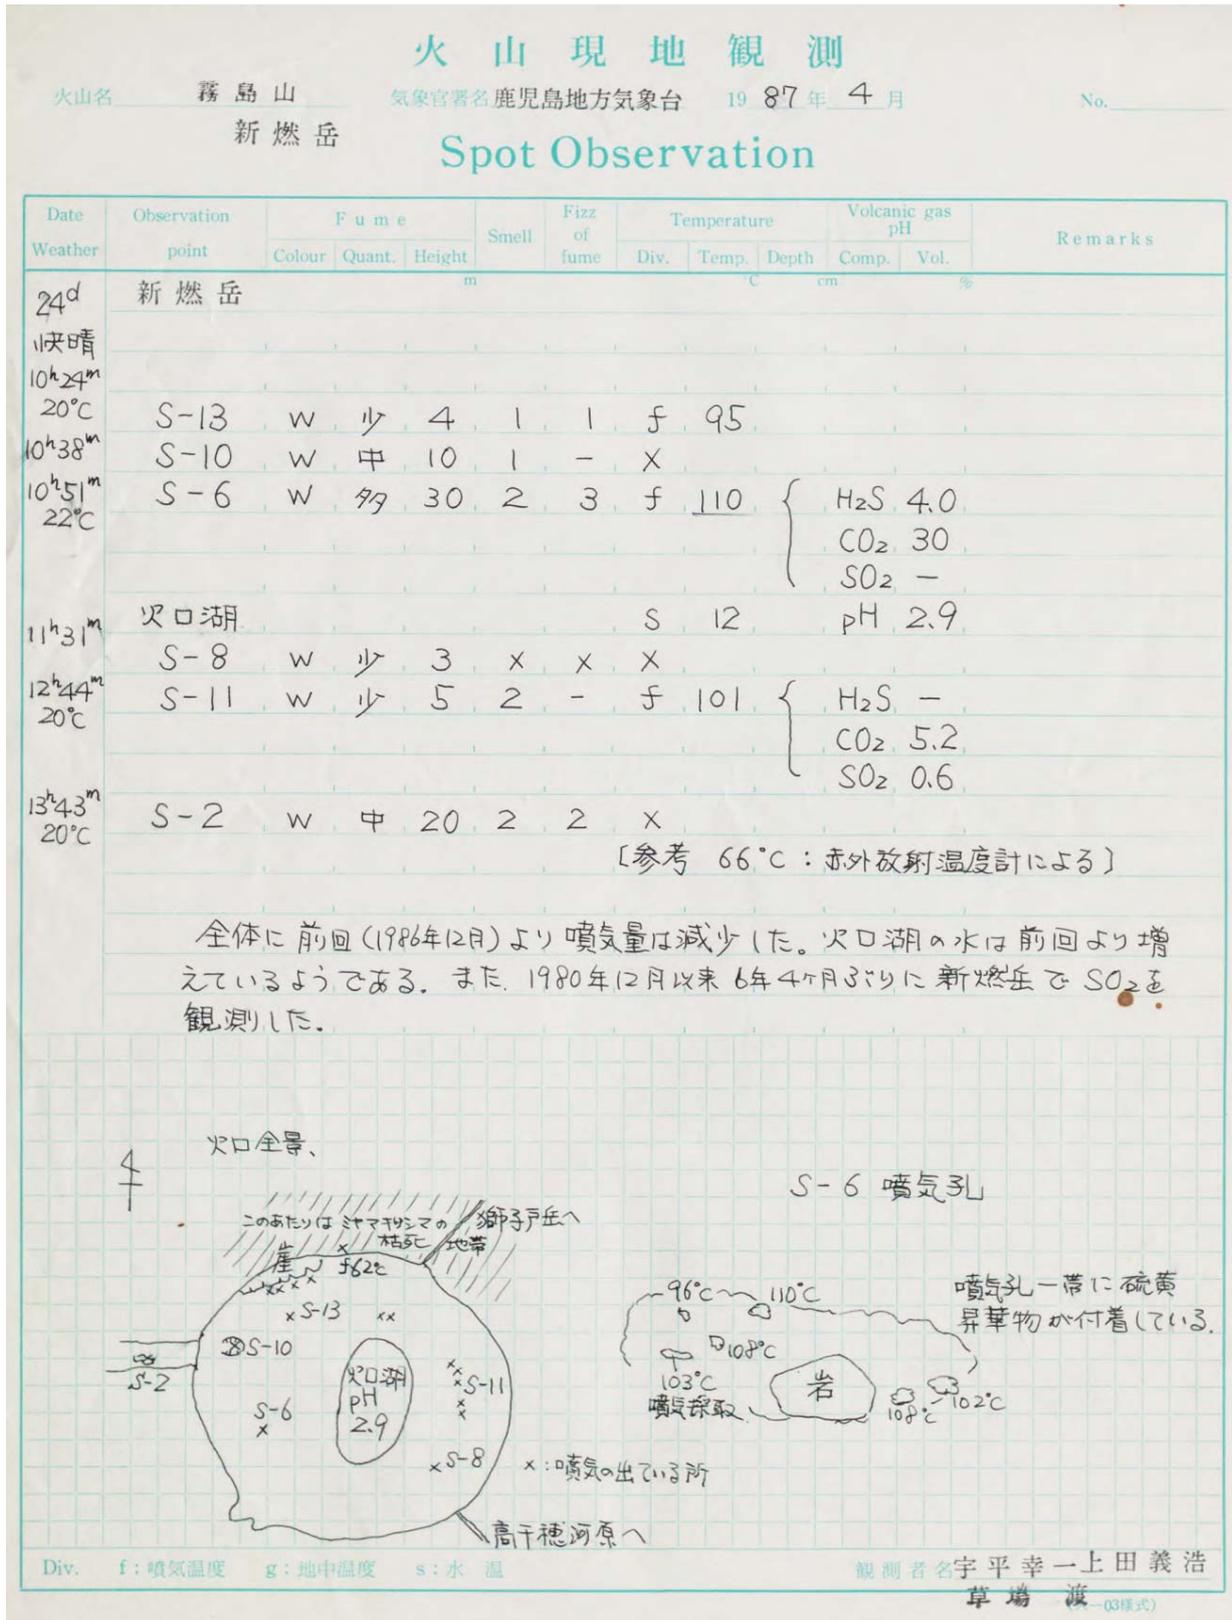 火山現地観測
火山名 霧島山 気象官署名 鹿児島地方気象台 1987年 4月 No.
新燃岳
Spot Observation
Date Weather Observation point Fume Colour Quant. Height Smell Fizz of fume Temperature Div. Temp. Depth Volcanic gas pH Comp. Vol. Remarks
m °C cm %
24d 新燃岳
快晴
10h24m
20°C S-13 W 少 4 1 1 f 95
10h38m S-10 W 中 10 1 - X
10h51m S-6 W 多 30 2 3 f 110 { H2S 4.0
22°C CO2 30
SO2 -
11h31m 火口湖 S 12 pH 2.9
S-8 W 少 3 X X X
12h44m S-11 W 少 5 2 - f 101 { H2S -
20°C CO2 5.2
SO2 0.6
13h43m S-2 W 中 20 2 2 X
20°C
[参考 66°C:赤外放射温度計による]
全体に前回(1986年12月)より噴気量は減少した。火口湖の水は前回より増
えているようである。また、1980年12月以来6年4ヶ月ぶりに新燃岳でSO2を
観測した。
火口全景、
このあたりはミヤマキリシマの
枯死 地帯
獅子戸岳へ
崖
x
f62°C
xS-13 xx
S-10
S-2
火口湖
pH
2.9
S-11
S-6
x
xS-8
x:噴気の出ている所
高千穂河原へ
S-6 噴気孔
96°C 110°C
噴気孔一帯に硫黄
昇華物が付着している.
108°C
103°C
噴気採取
岩
108°C
102°C
Div. f:噴気温度 g:地中温度 s:水温 観測者名 宇平幸一 上田義浩
草場 渡
-03様式)